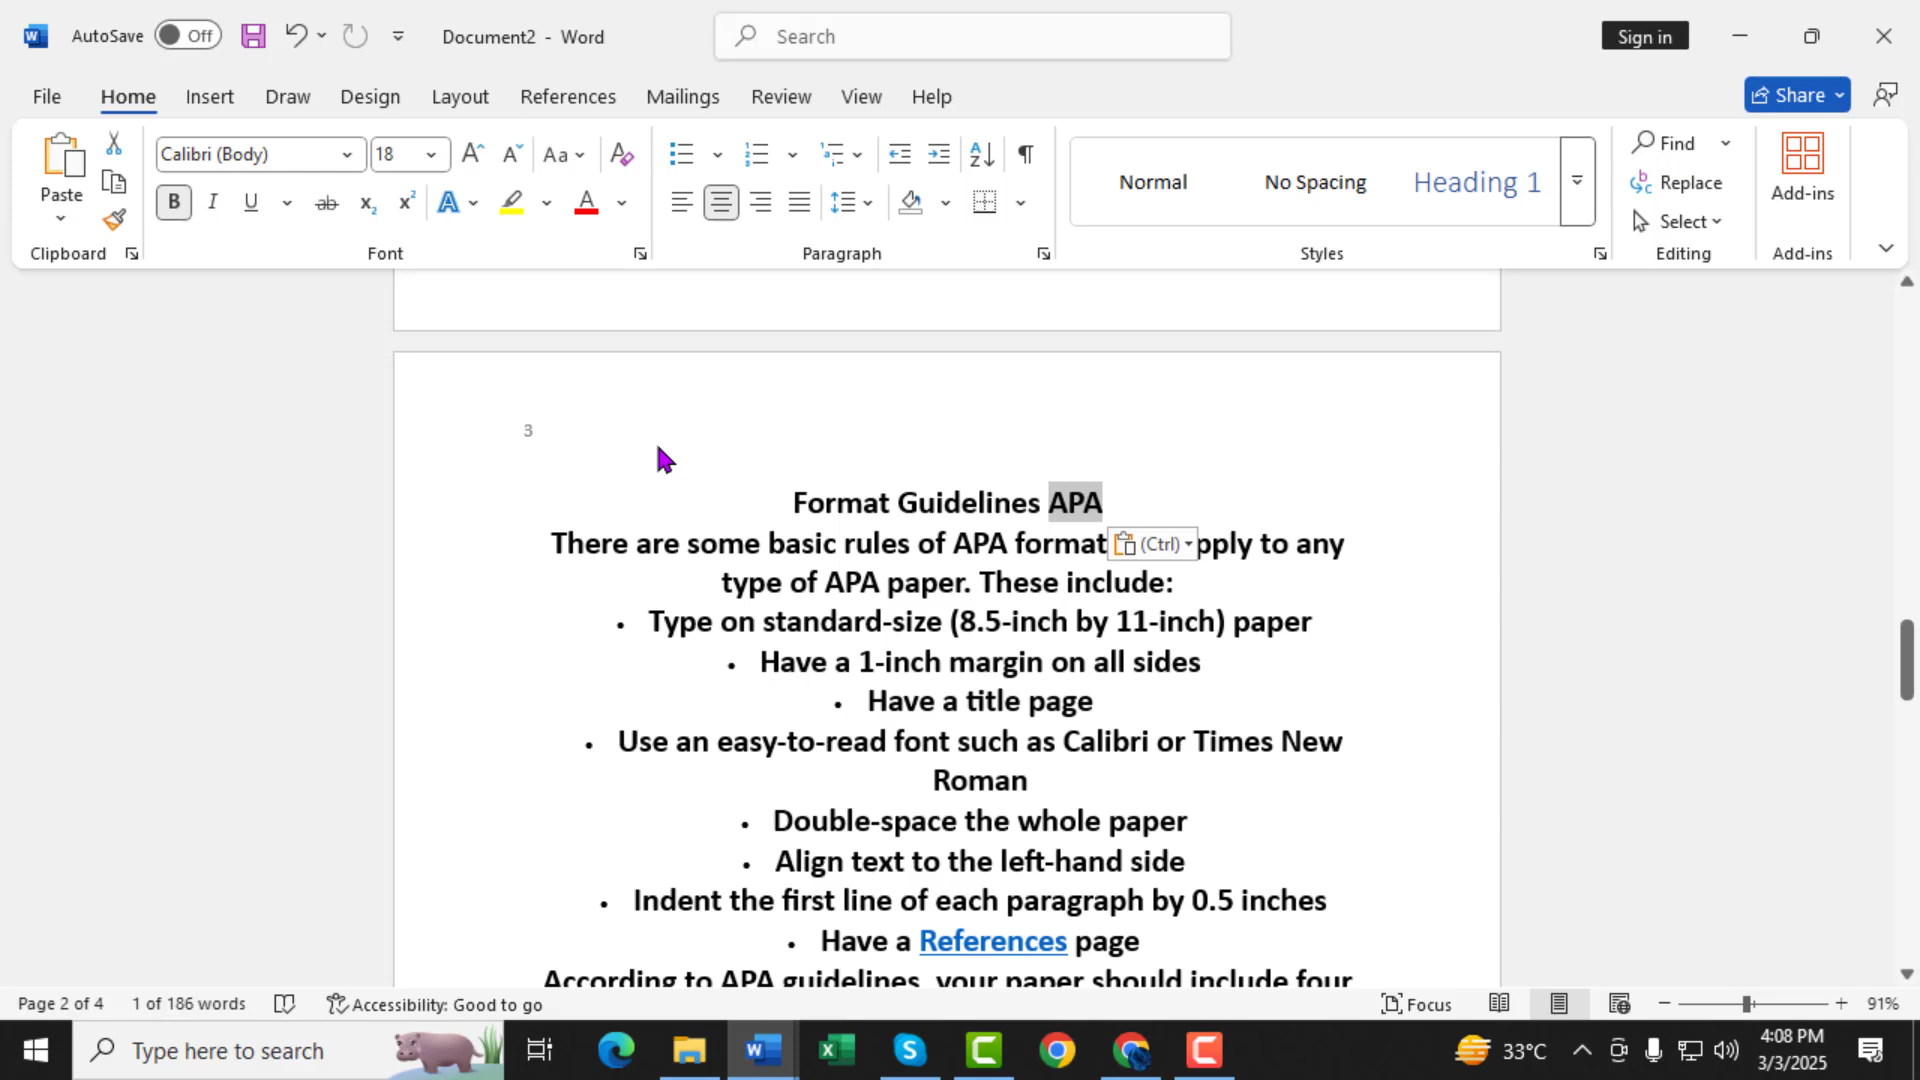 AutoSave Off Document2 - Word Search Sign in
File Home Insert Draw Design Layout References Mailings Review View Help Share
Paste Calibri (Body) 18 Normal No Spacing Heading 1 Find Replace Select Add-ins
Clipboard Font Paragraph Styles Editing Add-ins
3
Format Guidelines APA
There are some basic rules of APA format (Ctrl) pply to any
type of APA paper. These include:
• Type on standard-size (8.5-inch by 11-inch) paper
• Have a 1-inch margin on all sides
• Have a title page
• Use an easy-to-read font such as Calibri or Times New
Roman
• Double-space the whole paper
• Align text to the left-hand side
• Indent the first line of each paragraph by 0.5 inches
• Have a References page
According to APA guidelines, your paper should include four
Page 2 of 4 1 of 186 words Accessibility: Good to go Focus 91%
Type here to search 33°C 4:08 PM
3/3/2025